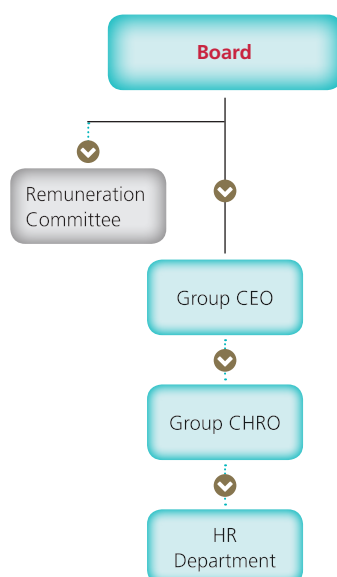 Board
Remuneration
Committee
Group CEO
Group CHRO
HR
Department